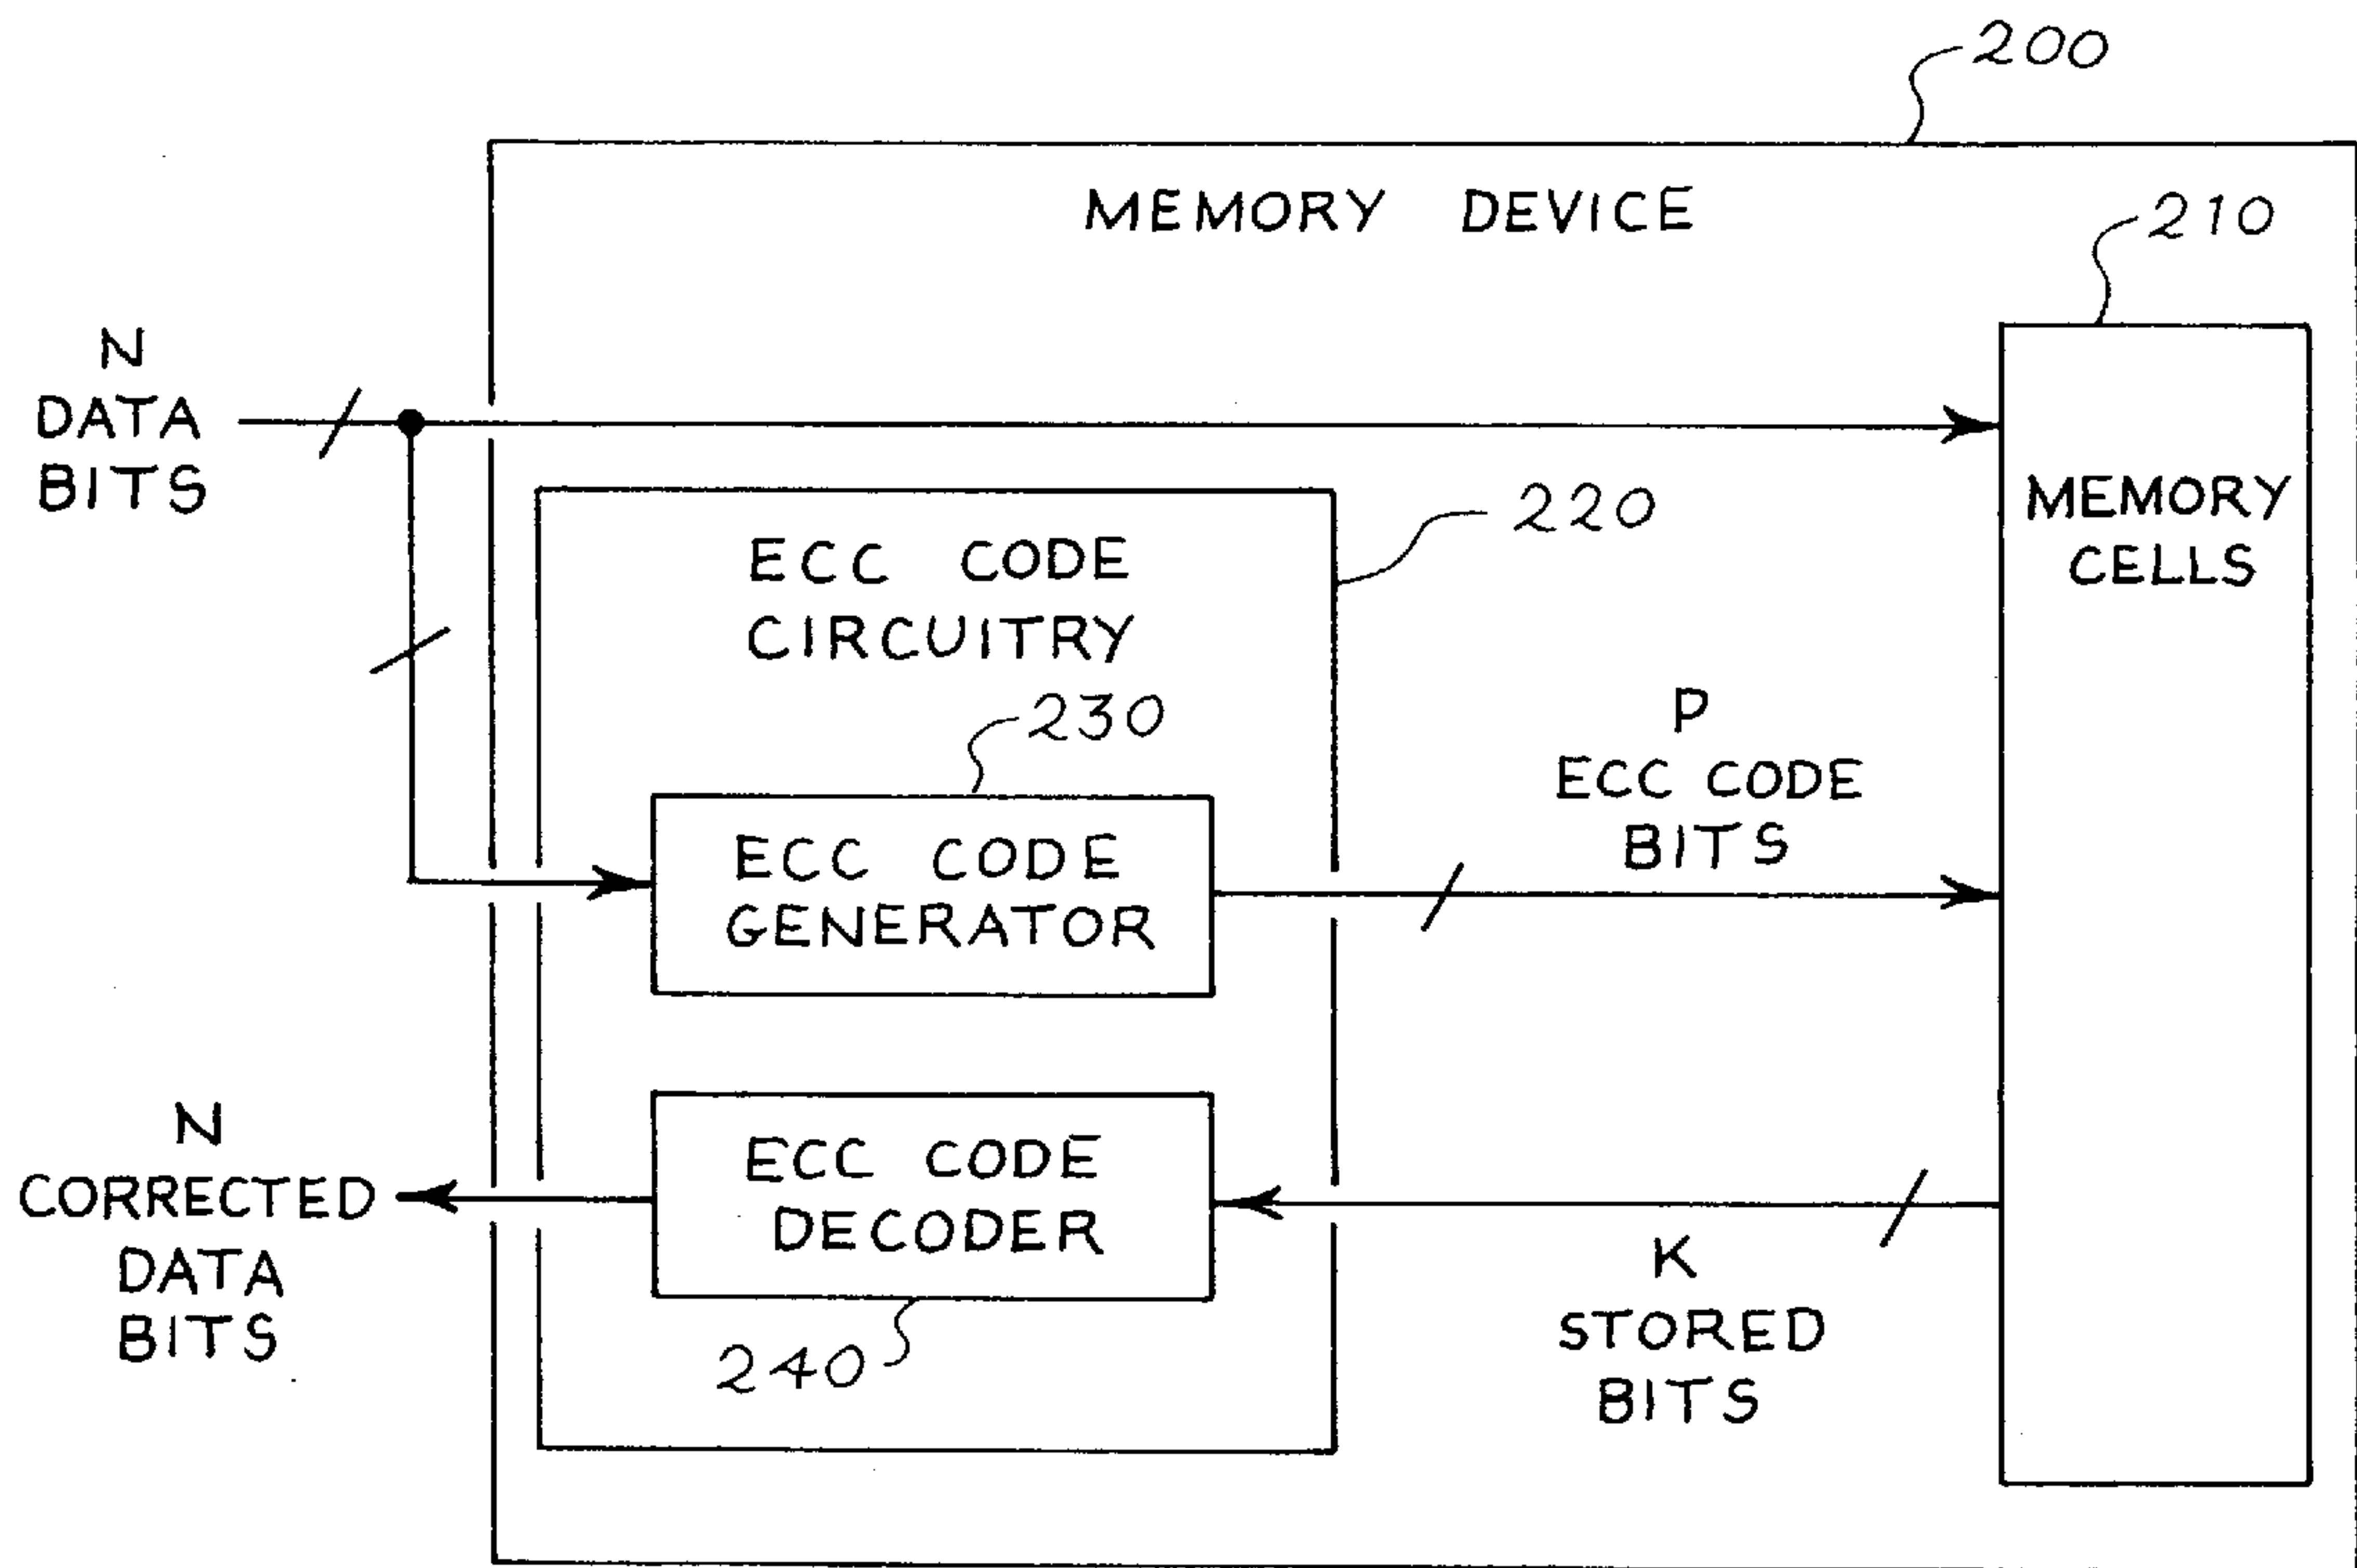 200
MEMORY DEVICE
210
N
DATA
BITS
MEMORY
CELLS
220
ECC CODE
CIRCUITRY
230
P
ECC CODE
BITS
ECC CODE
GENERATOR
N
CORRECTED
DATA
BITS
ECC CODE
DECODER
240
K
STORED
BITS